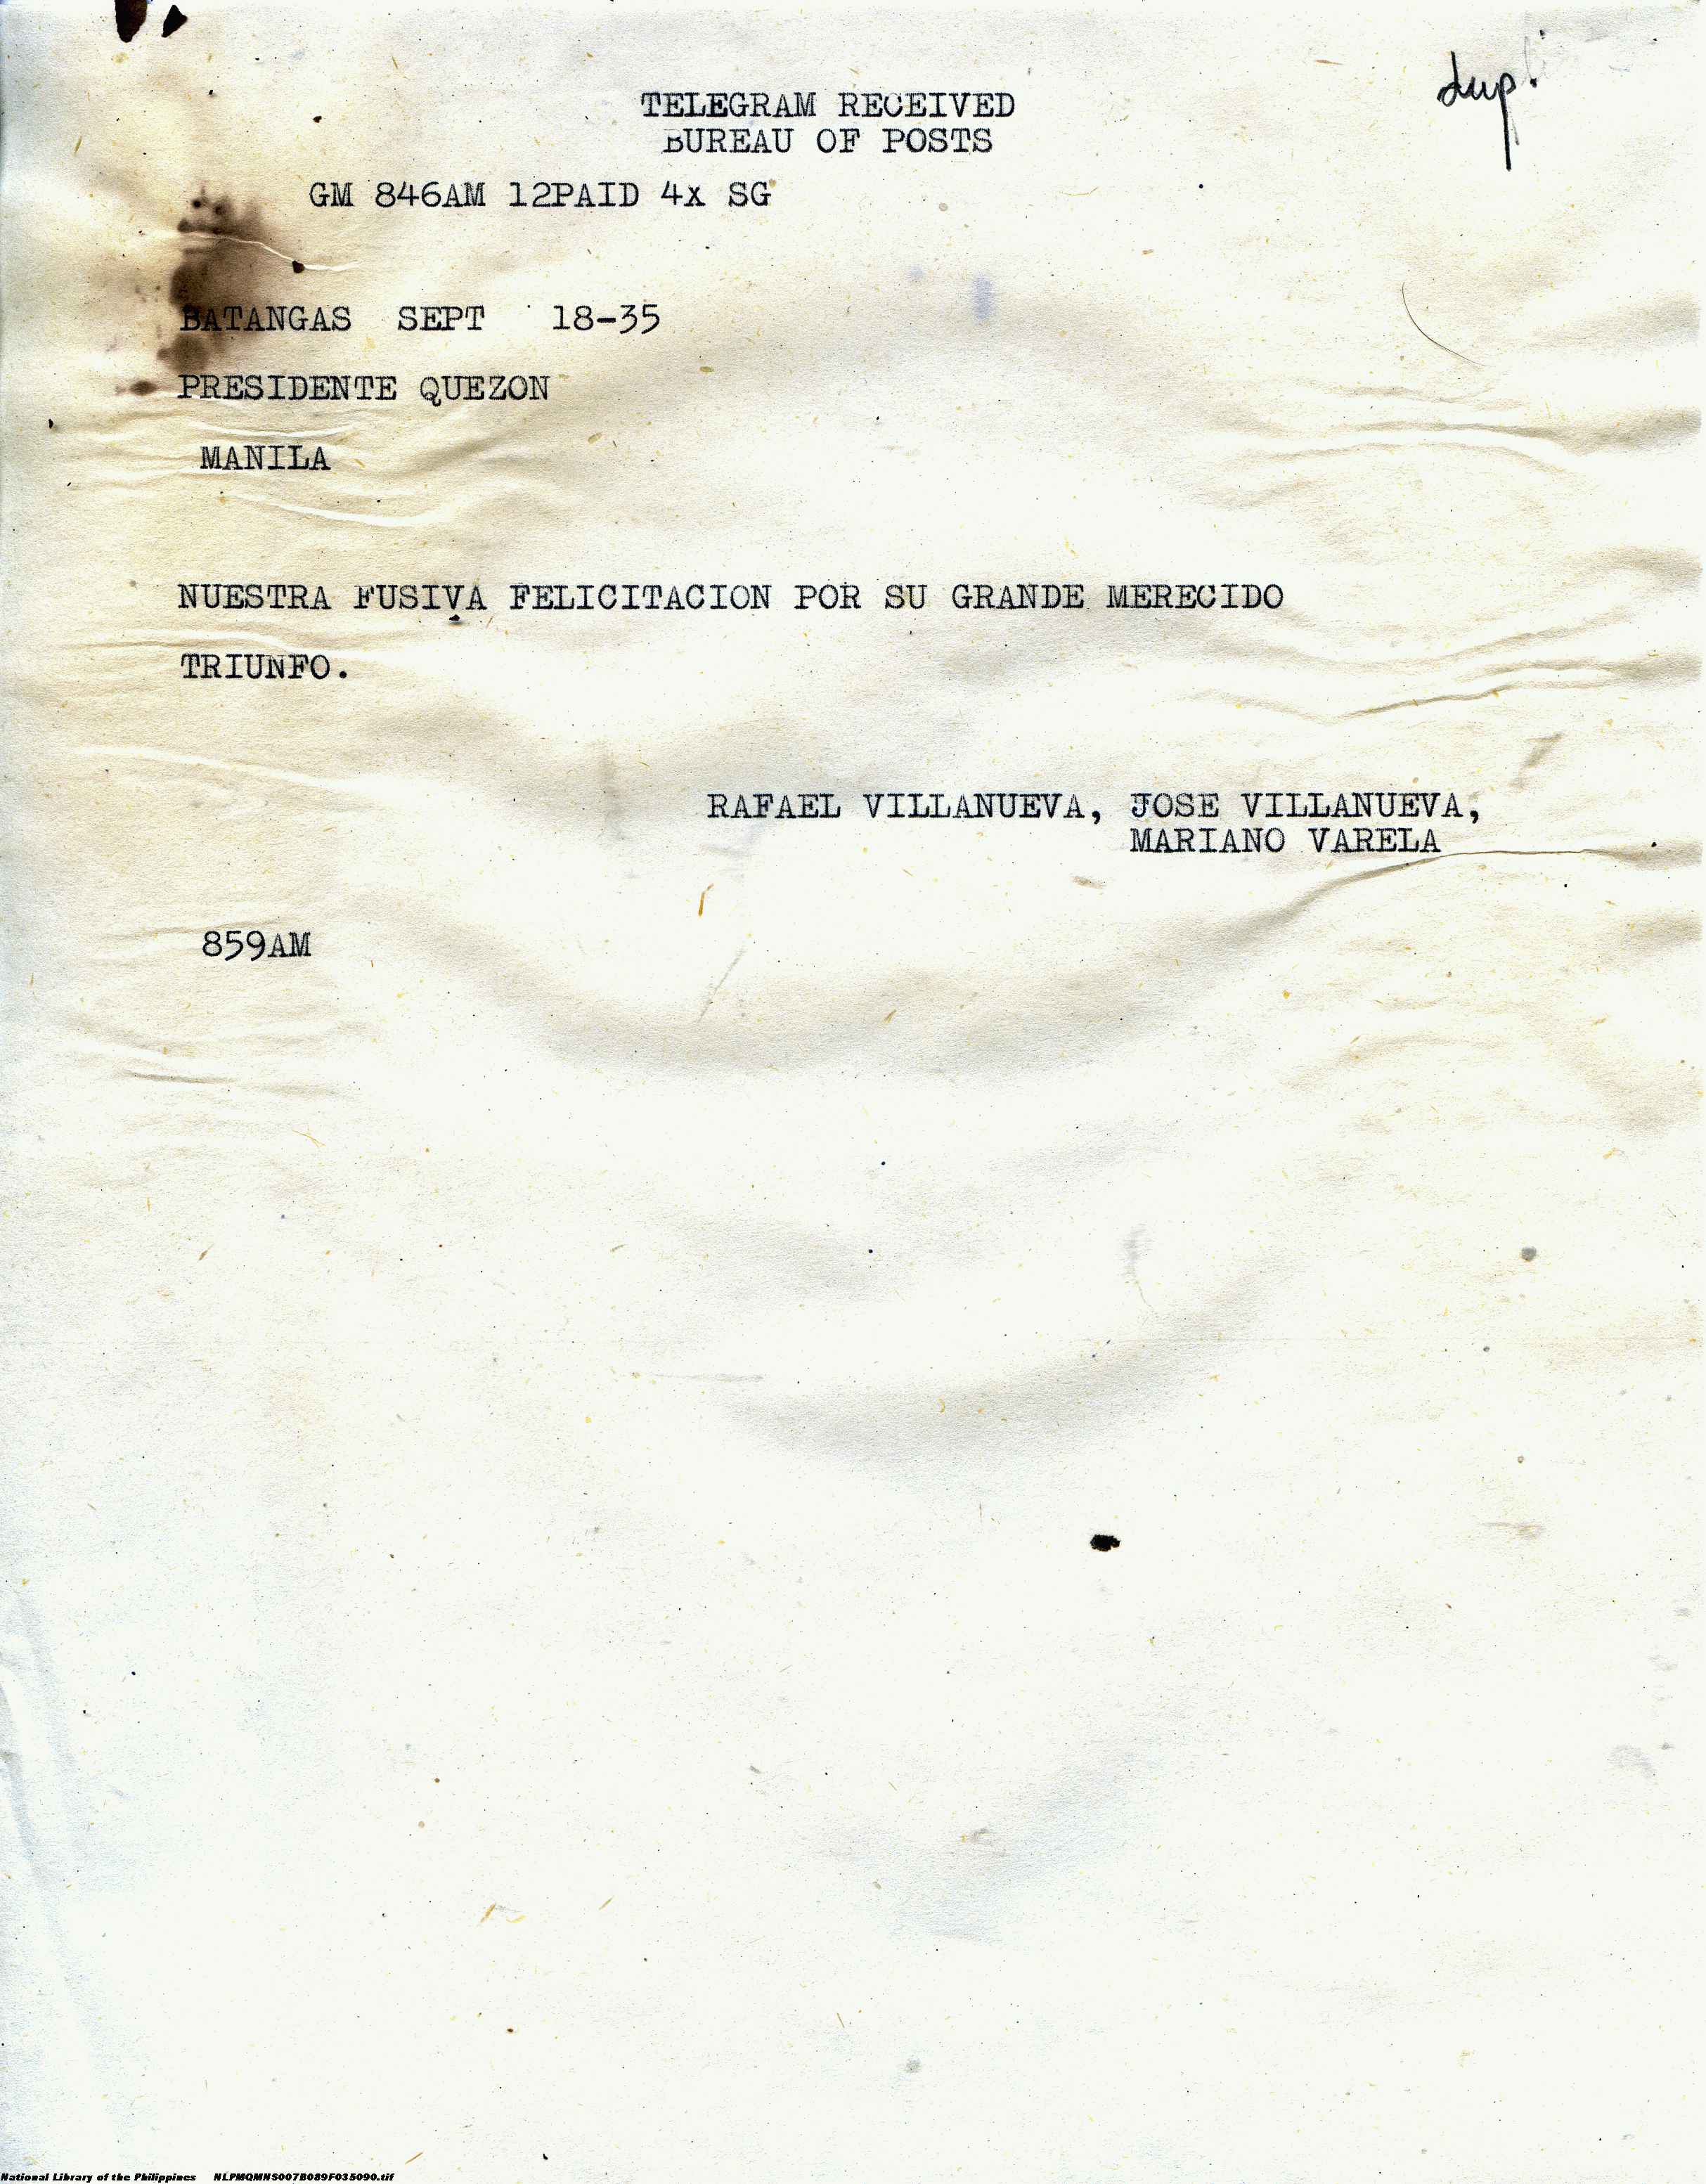 dup.
TELEGRAM RECEIVED
BUREAU OF POSTS
GM 846AM 12PAID 4x SG
BATANGAS SEPT 18-35
PRESIDENTE QUEZON
MANILA
NUESTRA FUSIVA FELICITACION POR SU GRANDE MERECIDO
TRIUNFO.
RAFAEL VILLANUEVA, JOSE VILLANUEVA,
MARIANO VARELA
859AM
National Library of the Philippines NLPMQMNS007B089F035090.tif